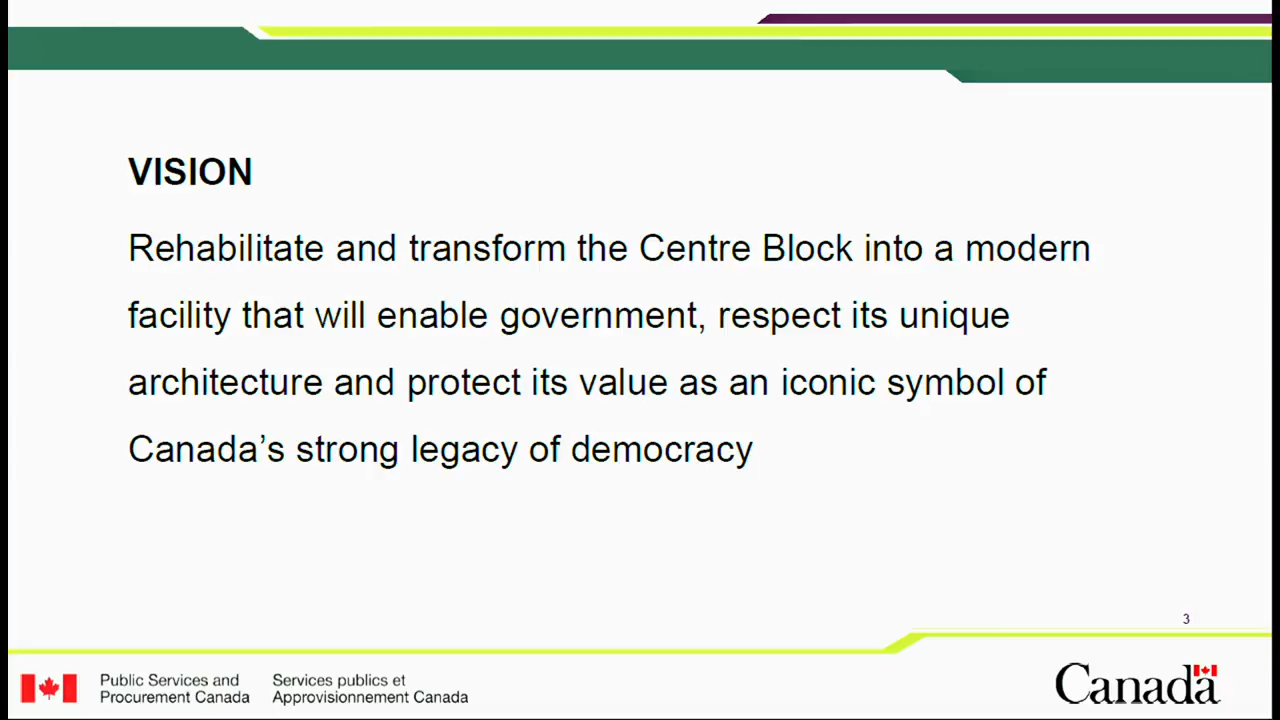 VISION
Rehabilitate and transform the Centre Block into a modern
facility that will enable government, respect its unique
architecture and protect its value as an iconic symbol of
Canada’s strong legacy of democracy
3
Public Services and
Procurement Canada
Services publics et
Approvisionnement Canada
Canada